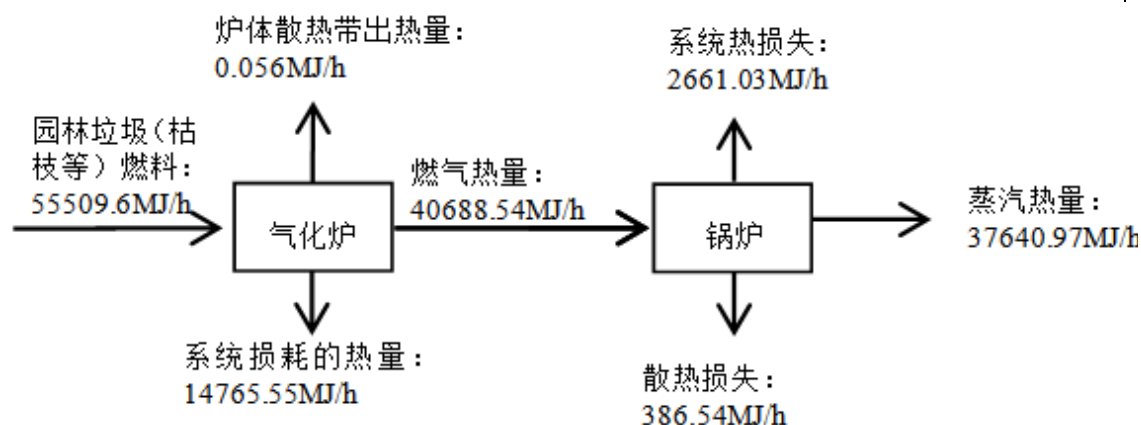 炉体散热带出热量：
0.056MJ/h
系统热损失：
2661.03MJ/h
园林垃圾（枯
枝等）燃料：
55509.6MJ/h
燃气热量：
40688.54MJ/h
蒸汽热量：
37640.97MJ/h
气化炉
锅炉
系统损耗的热量：
14765.55MJ/h
散热损失：
386.54MJ/h